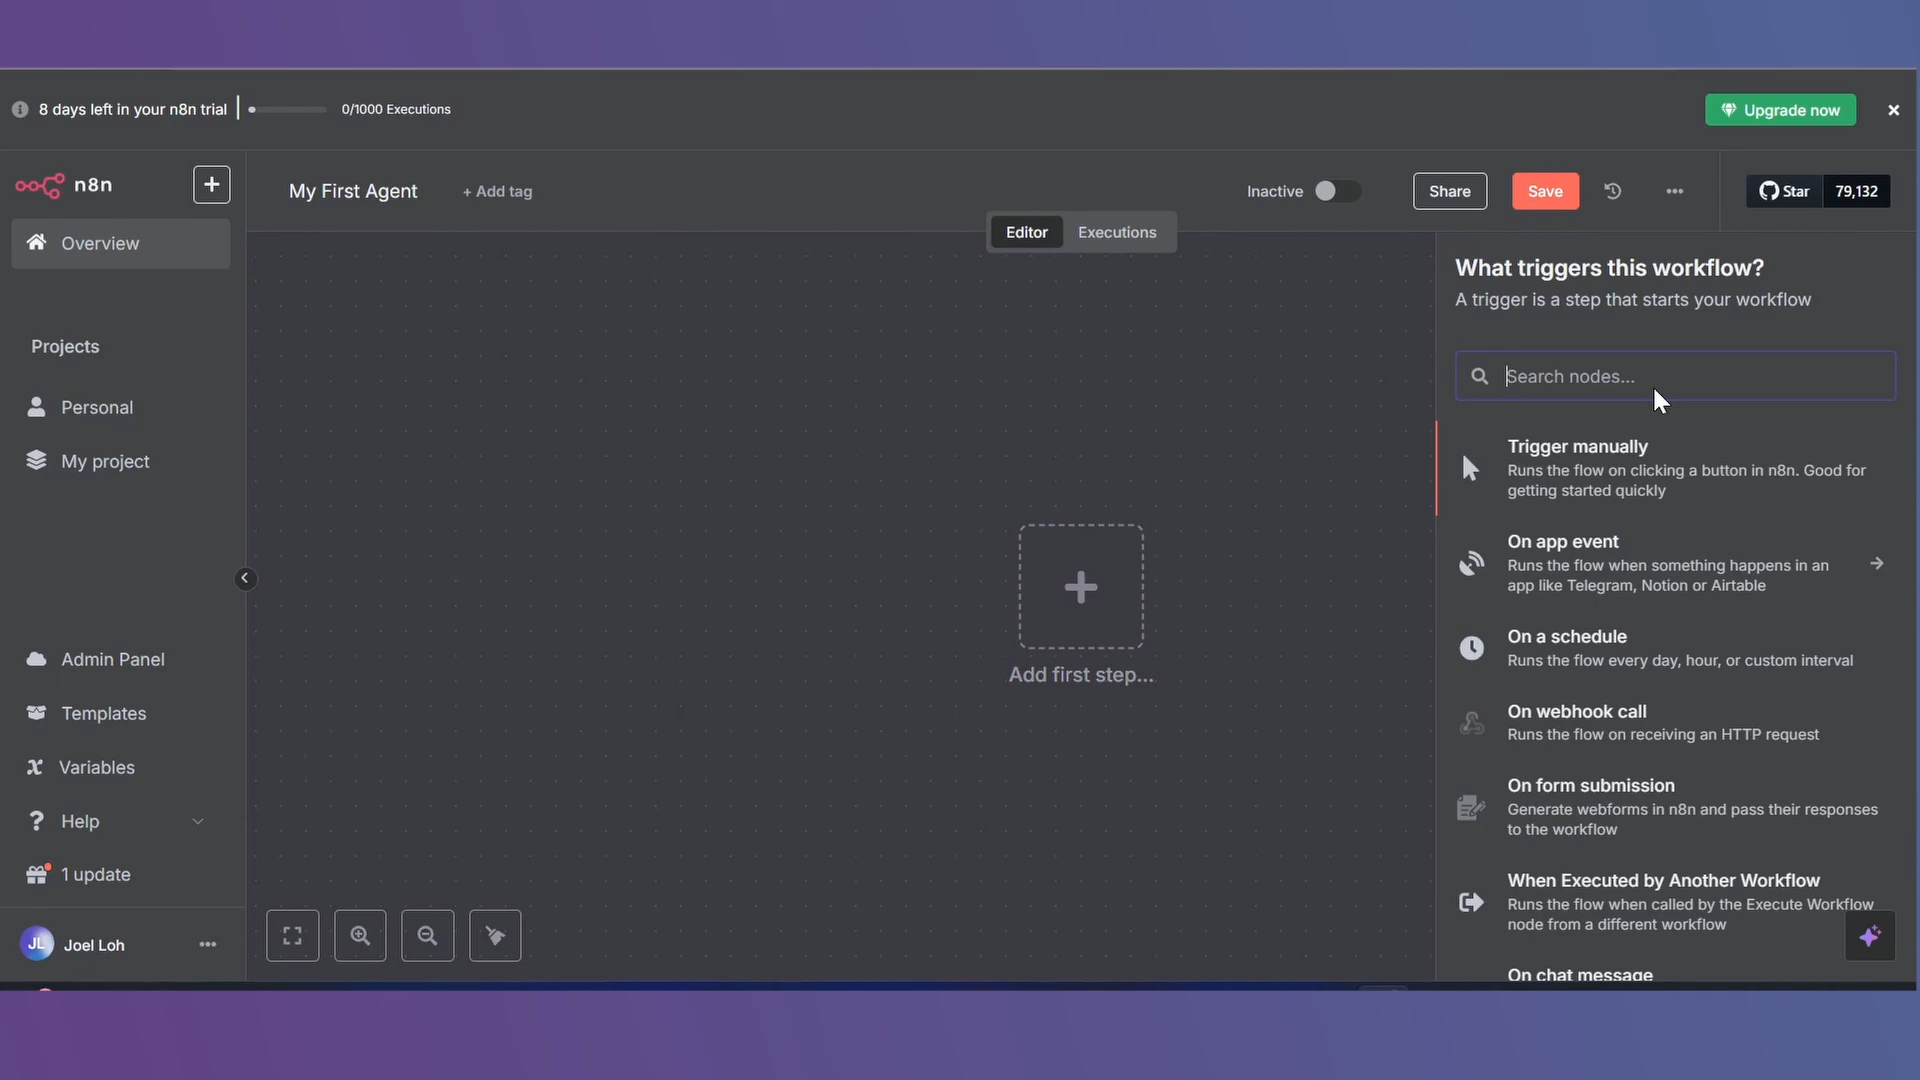 8 days left in your n8n trial
0/1000 Executions
Upgrade now
n8n
My First Agent
+ Add tag
Inactive
Share
Save
Star
79,132
Editor
Executions
Overview
Projects
Personal
My project
Admin Panel
Templates
Variables
Help
1 update
JL
Joel Loh
Add first step...
What triggers this workflow?
A trigger is a step that starts your workflow
Search nodes...
Trigger manually
Runs the flow on clicking a button in n8n. Good for
getting started quickly
On app event
Runs the flow when something happens in an
app like Telegram, Notion or Airtable
On a schedule
Runs the flow every day, hour, or custom interval
On webhook call
Runs the flow on receiving an HTTP request
On form submission
Generate webforms in n8n and pass their responses
to the workflow
When Executed by Another Workflow
Runs the flow when called by the Execute Workflow
node from a different workflow
On chat message